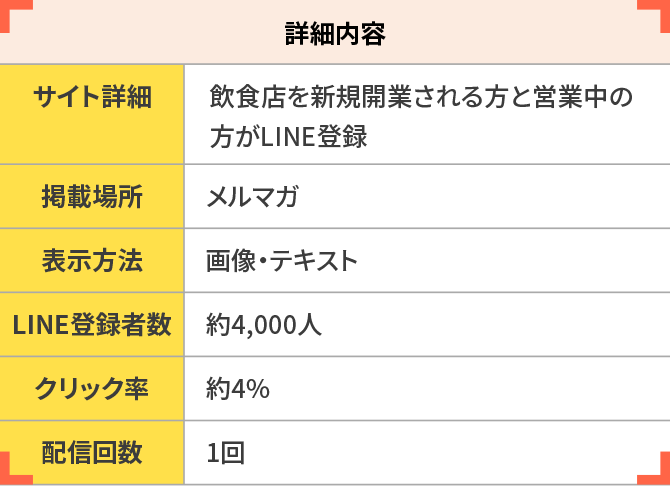 詳細内容
サイト詳細
飲食店を新規開業される方と営業中の
方がLINE登録
掲載場所
メルマガ
表示方法
画像・テキスト
LINE登録者数
約4,000人
クリック率
約4%
配信回数
1回